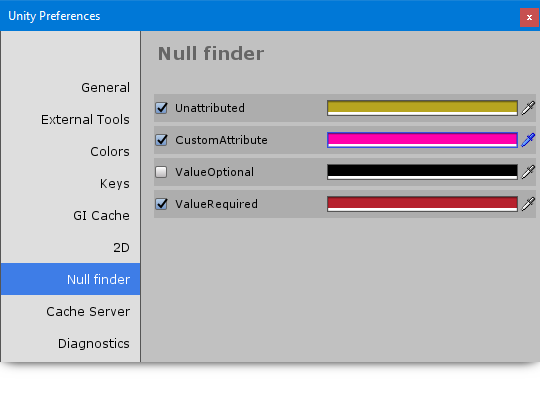 Unity Preferences
x
Null finder
General
External Tools
Colors
Keys
GI Cache
2D
Null finder
Cache Server
Diagnostics
Unattributed
CustomAttribute
ValueOptional
ValueRequired